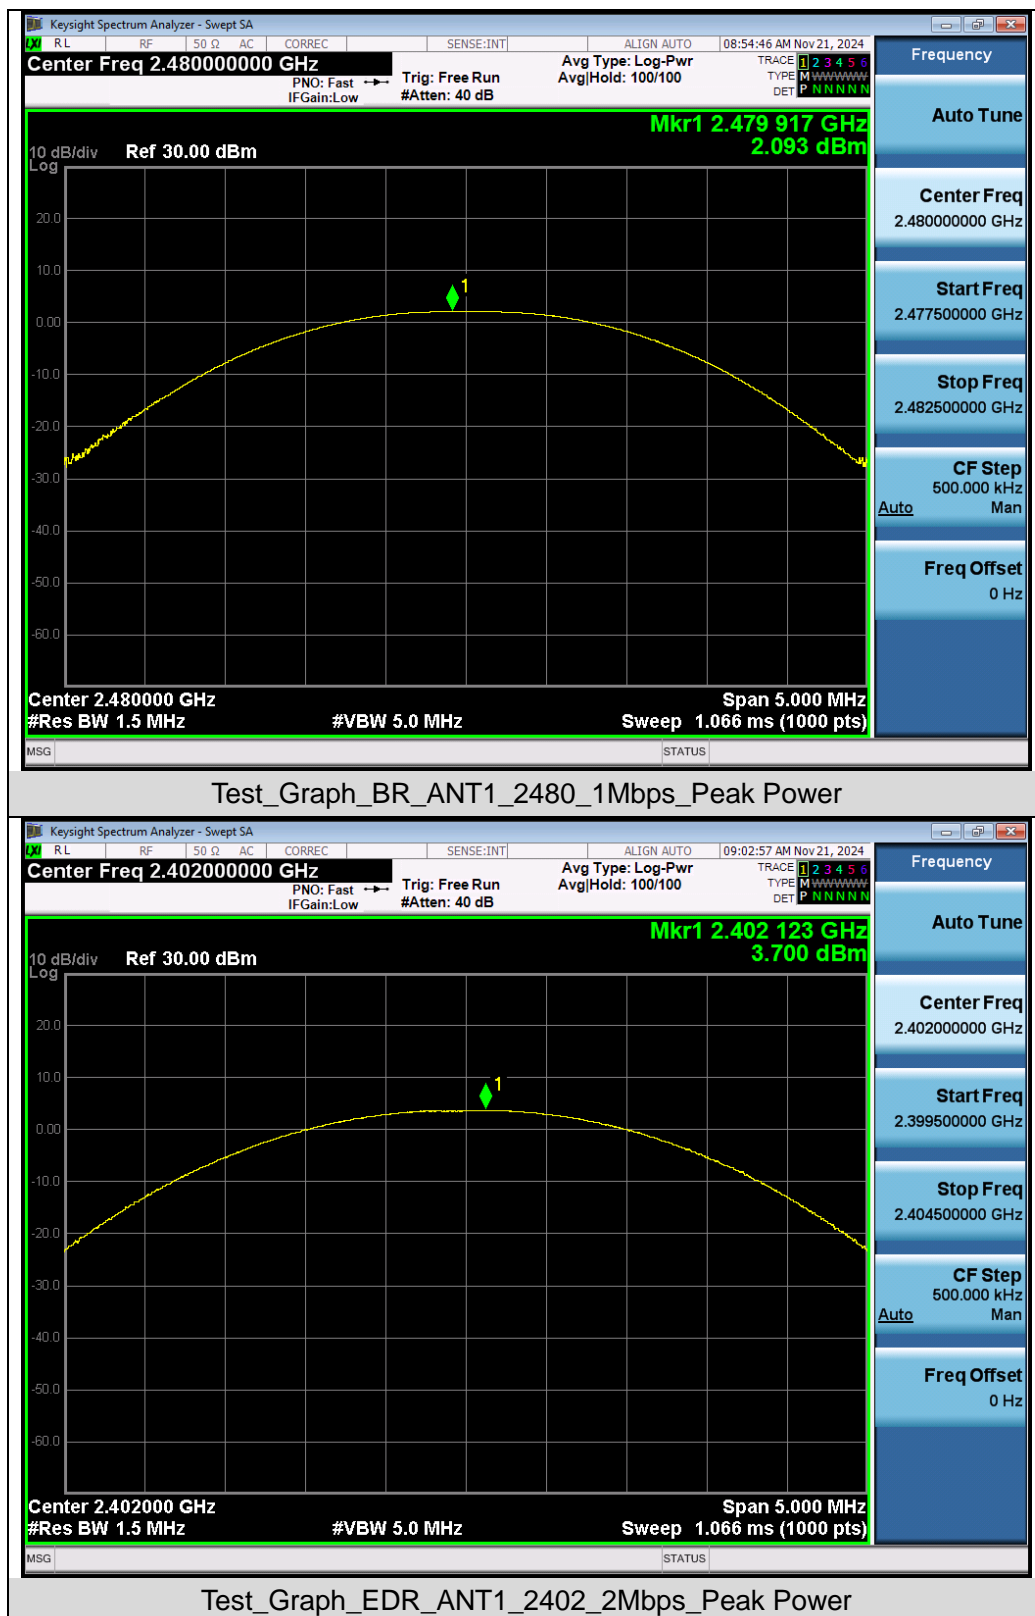 Keysight Spectrum Analyzer - Swept SA
LXI RL RF 50 Ω AC CORREC SENSE:INT ALIGN AUTO 08:54:46 AM Nov 21, 2024
Center Freq 2.480000000 GHz
PNO: Fast
IFGain:Low
Trig: Free Run
#Atten: 40 dB
Avg Type: Log-Pwr
Avg|Hold: 100/100
TRACE 1 2 3 4 5 6
TYPE M WWWWW
DET P N N N N N
Mkr1 2.479 917 GHz
2.093 dBm
10 dB/div Ref 30.00 dBm
Log
20.0
10.0
0.00
-10.0
-20.0
-30.0
-40.0
-50.0
-60.0
1
Center 2.480000 GHz Span 5.000 MHz
#Res BW 1.5 MHz #VBW 5.0 MHz Sweep 1.066 ms (1000 pts)
MSG STATUS
Frequency
Auto Tune
Center Freq
2.480000000 GHz
Start Freq
2.477500000 GHz
Stop Freq
2.482500000 GHz
CF Step
500.000 kHz
Auto Man
Freq Offset
0 Hz
Test_Graph_BR_ANT1_2480_1Mbps_Peak Power
Keysight Spectrum Analyzer - Swept SA
LXI RL RF 50 Ω AC CORREC SENSE:INT ALIGN AUTO 09:02:57 AM Nov 21, 2024
Center Freq 2.402000000 GHz
PNO: Fast
IFGain:Low
Trig: Free Run
#Atten: 40 dB
Avg Type: Log-Pwr
Avg|Hold: 100/100
TRACE 1 2 3 4 5 6
TYPE M WWWWW
DET P N N N N N
Mkr1 2.402 123 GHz
3.700 dBm
10 dB/div Ref 30.00 dBm
Log
20.0
10.0
0.00
-10.0
-20.0
-30.0
-40.0
-50.0
-60.0
1
Center 2.402000 GHz Span 5.000 MHz
#Res BW 1.5 MHz #VBW 5.0 MHz Sweep 1.066 ms (1000 pts)
MSG STATUS
Frequency
Auto Tune
Center Freq
2.402000000 GHz
Start Freq
2.399500000 GHz
Stop Freq
2.404500000 GHz
CF Step
500.000 kHz
Auto Man
Freq Offset
0 Hz
Test_Graph_EDR_ANT1_2402_2Mbps_Peak Power